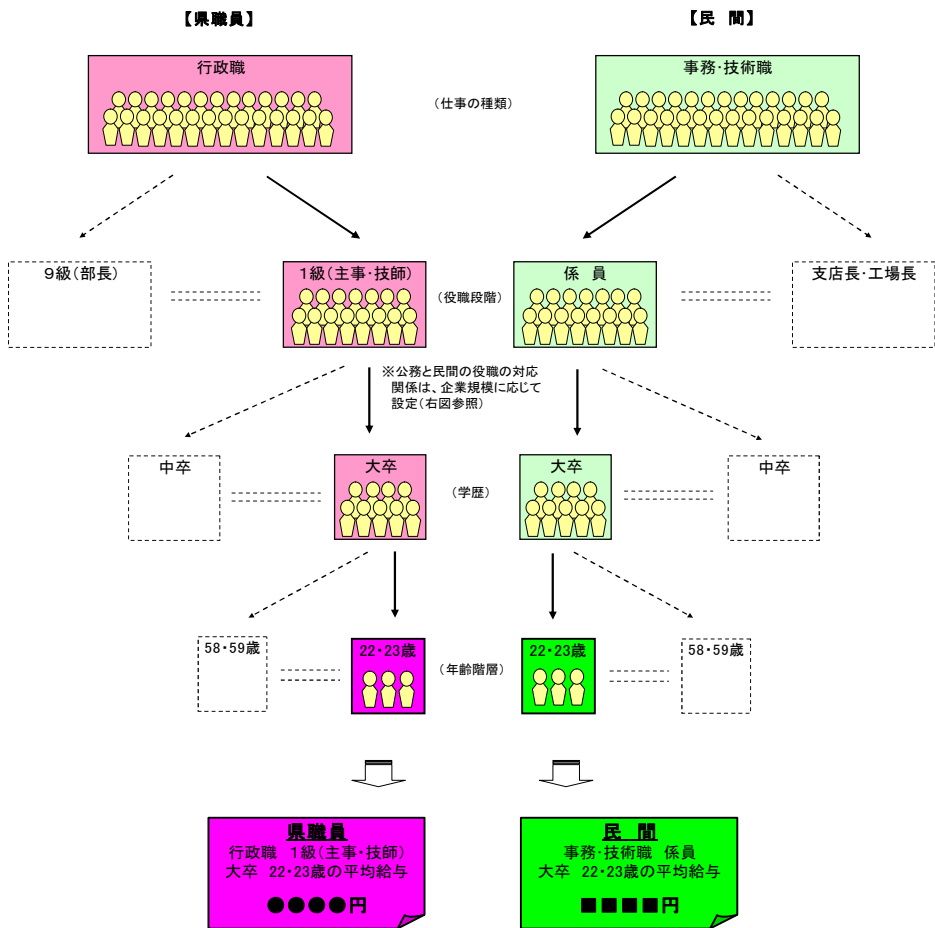 【県職員】
【民 間】
行政職
(仕事の種類)
事務・技術職
9級(部長)
1級(主事・技師)
(役職段階)
係 員
支店長・工場長
※公務と民間の役職の対応
関係は、企業規模に応じて
設定(右図参照)
中卒
大卒
(学歴)
大卒
中卒
58・59歳
22・23歳
(年齢階層)
22・23歳
58・59歳
県職員
行政職 1級(主事・技師)
大卒 22・23歳の平均給与
●●●●円
民 間
事務・技術職 係員
大卒 22・23歳の平均給与
■■■■円